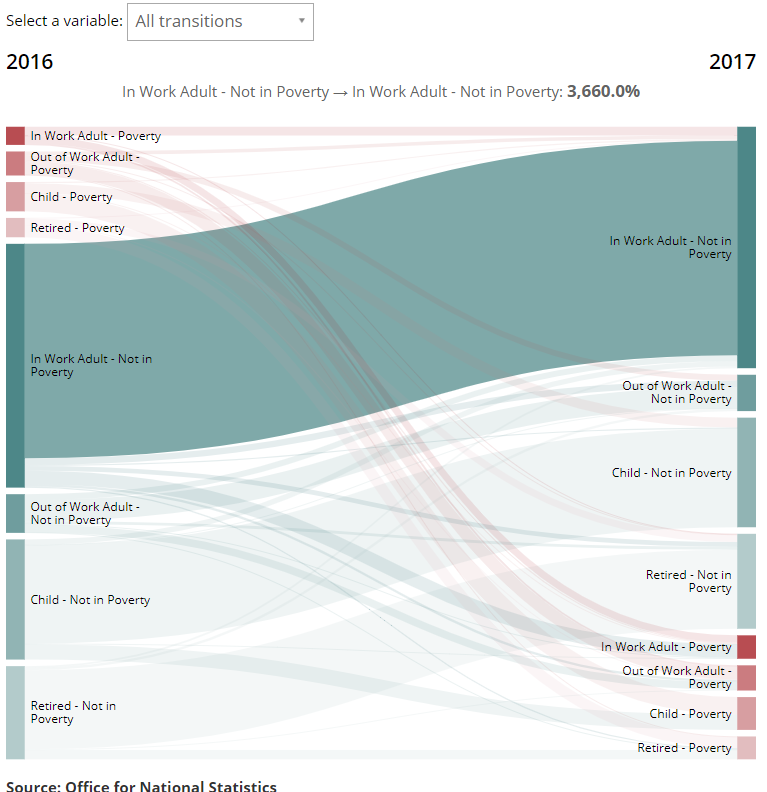 Select a variable: All transitions
2016
2017
In Work Adult - Not in Poverty → In Work Adult - Not in Poverty: 3,660.0%
In Work Adult - Poverty
Out of Work Adult -
Poverty
Child - Poverty
Retired - Poverty
In Work Adult - Not in
Poverty
Out of Work Adult -
Not in Poverty
Child - Not in Poverty
Retired - Not in
Poverty
In Work Adult - Not in
Poverty
Out of Work Adult -
Not in Poverty
Child - Not in Poverty
Retired - Not in
Poverty
In Work Adult - Poverty
Out of Work Adult -
Poverty
Child - Poverty
Retired - Poverty
Source: Office for National Statistics